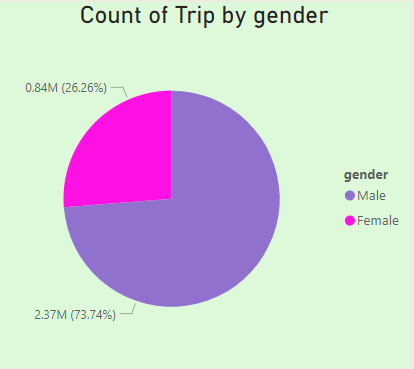 Count of Trip by gender
0.84M (26.26%)
gender
Male
Female
2.37M (73.74%)